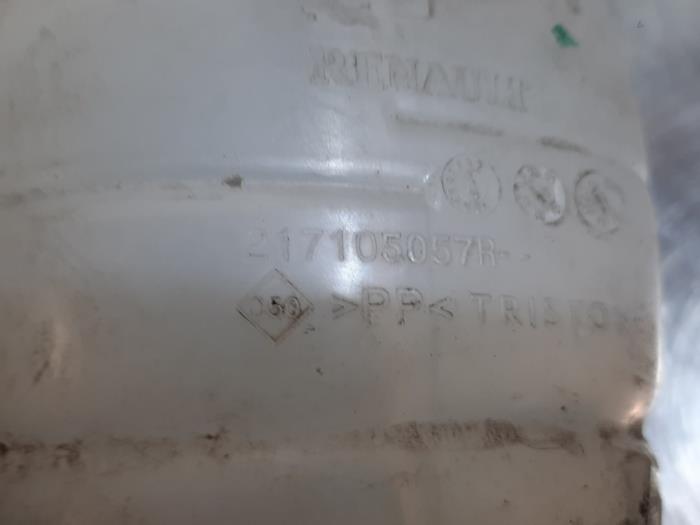 RENAULT
217105057R--
>PP< TRISTONE